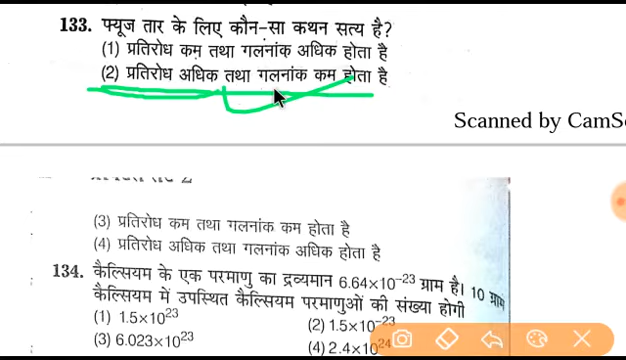 133. फ्यूज तार के लिए कौन-सा कथन सत्य है?
(1) प्रतिरोध कम तथा गलनांक अधिक होता है
(2) प्रतिरोध अधिक तथा गलनांक कम होता है
Scanned by CamS
(3) प्रतिरोध कम तथा गलनांक कम होता है
(4) प्रतिरोध अधिक तथा गलनांक अधिक होता है
134. कैल्सियम के एक परमाणु का द्रव्यमान 6.64×10⁻²³ ग्राम है। 10 ग्राम
कैल्सियम में उपस्थित कैल्सियम परमाणुओं की संख्या होगी
(1) 1.5×10²³
(2) 1.5×10⁻²³
(3) 6.023×10²³
(4) 2.4×10²⁴